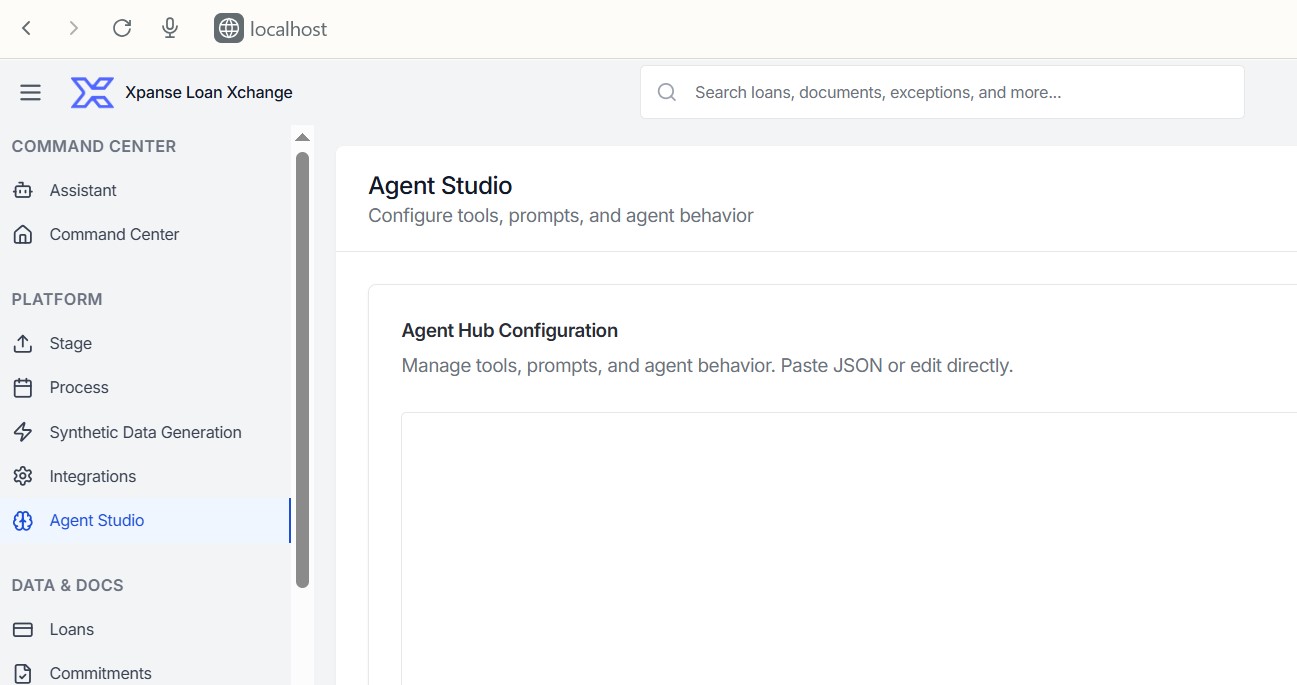 localhost
Xpanse Loan Xchange
Search loans, documents, exceptions, and more...
COMMAND CENTER
Assistant
Command Center
PLATFORM
Stage
Process
Synthetic Data Generation
Integrations
Agent Studio
DATA & DOCS
Loans
Commitments
Agent Studio
Configure tools, prompts, and agent behavior
Agent Hub Configuration
Manage tools, prompts, and agent behavior. Paste JSON or edit directly.